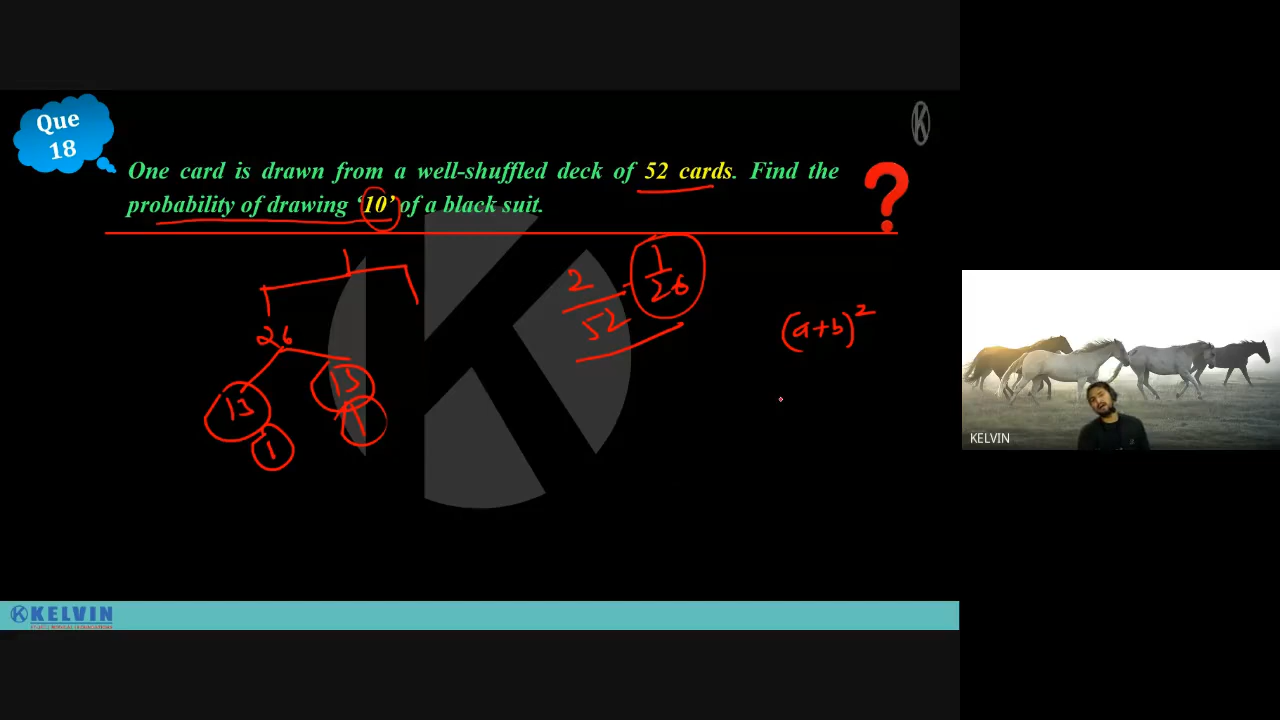 Que
18
One card is drawn from a well-shuffled deck of 52 cards. Find the
probability of drawing ‘10’ of a black suit.
?
26
13
13
1
1
2/52 = 1/26
(a+b)²
KELVIN
KELVIN